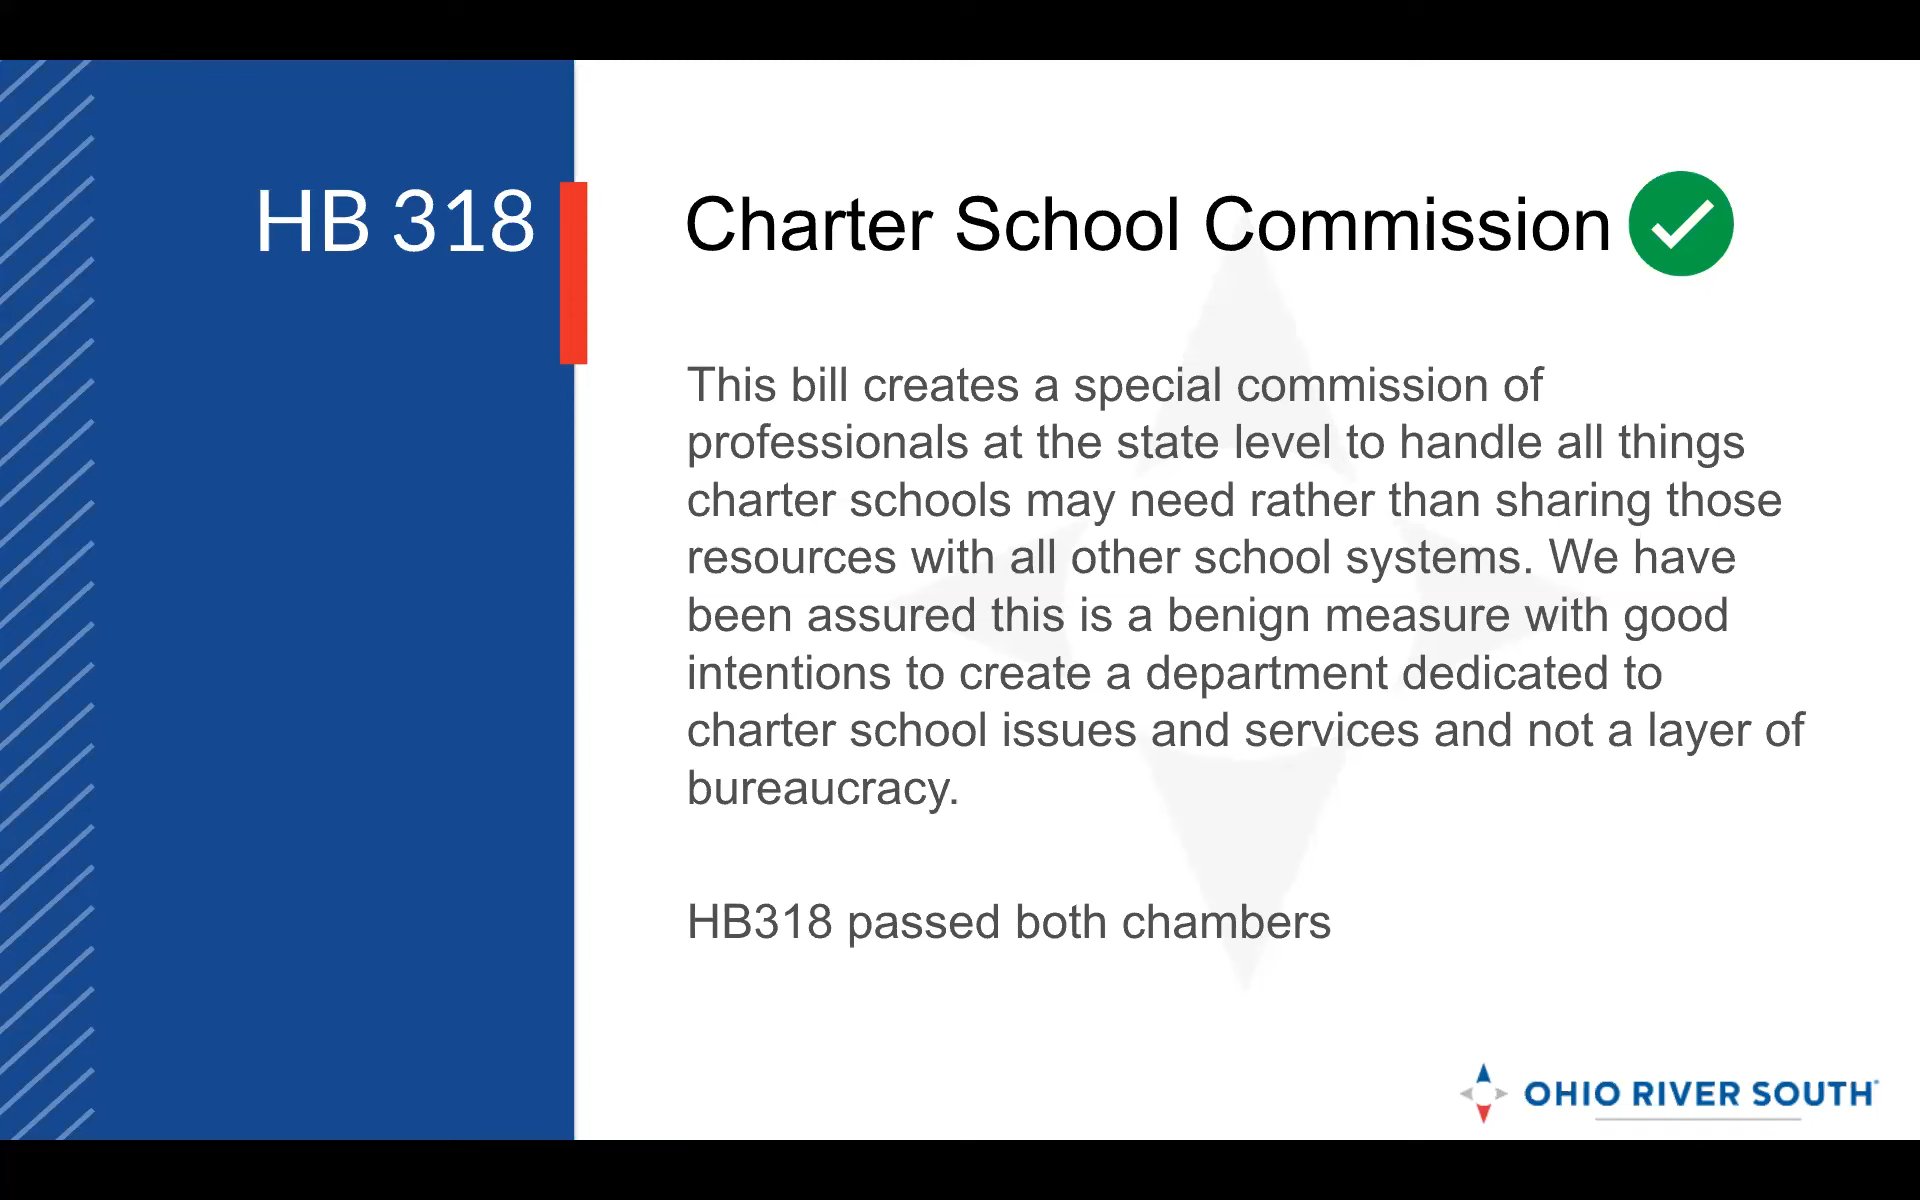 HB 318
Charter School Commission
This bill creates a special commission of
professionals at the state level to handle all things
charter schools may need rather than sharing those
resources with all other school systems. We have
been assured this is a benign measure with good
intentions to create a department dedicated to
charter school issues and services and not a layer of
bureaucracy.
HB318 passed both chambers
OHIO RIVER SOUTH